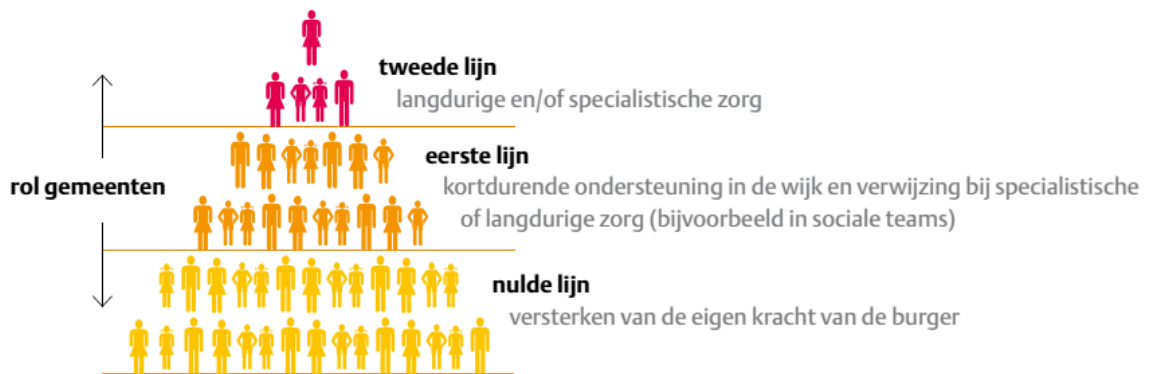 tweede lijn
langdurige en/of specialistische zorg
eerste lijn
rol gemeenten
kortdurende ondersteuning in de wijk en verwijzing bij specialistische
of langdurige zorg (bijvoorbeeld in sociale teams)
nulde lijn
versterken van de eigen kracht van de burger